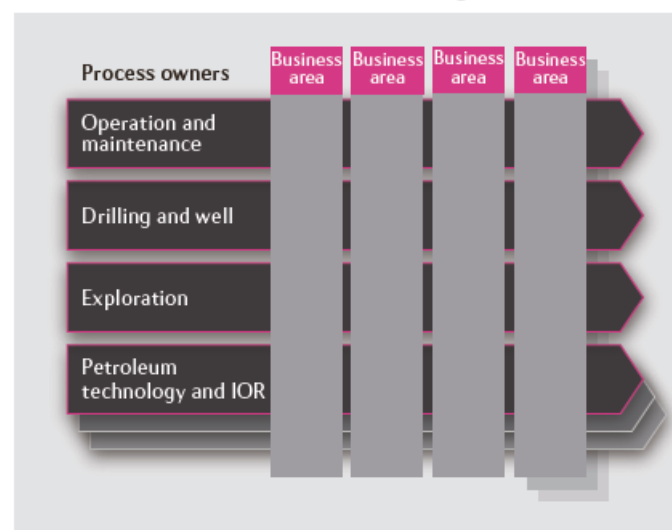 Process owners
Business
area
Business
area
Business
area
Business
area
Operation and
maintenance
Drilling and well
Exploration
Petroleum
technology and IOR